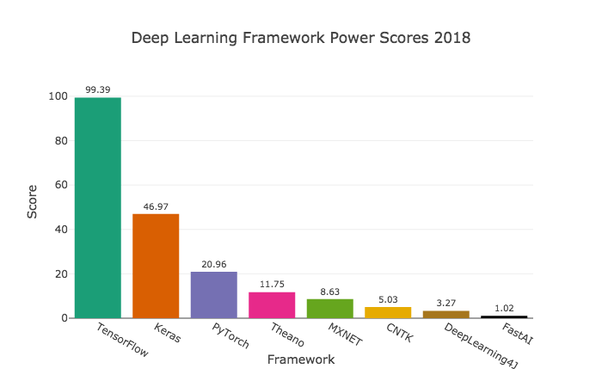 Deep Learning Framework Power Scores 2018
Score
100
80
60
40
20
0
99.39
46.97
20.96
11.75
8.63
5.03
3.27
1.02
TensorFlow
Keras
PyTorch
Theano
MXNET
CNTK
DeepLearning4J
FastAI
Framework